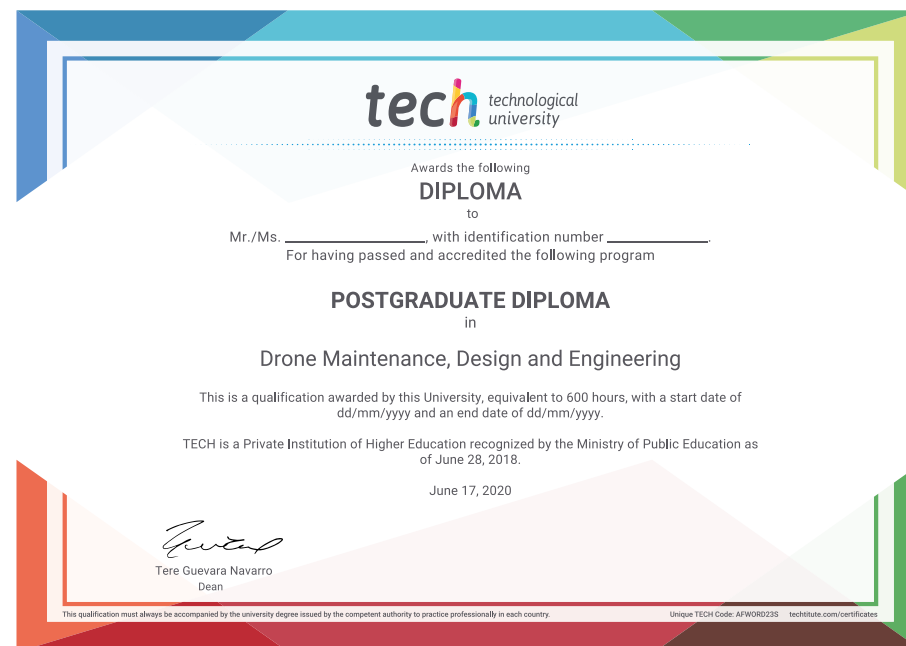 tech technological
university
Awards the following
DIPLOMA
to
Mr./Ms. ____________________, with identification number ______________.
For having passed and accredited the following program
POSTGRADUATE DIPLOMA
in
Drone Maintenance, Design and Engineering
This is a qualification awarded by this University, equivalent to 600 hours, with a start date of
dd/mm/yyyy and an end date of dd/mm/yyyy.
TECH is a Private Institution of Higher Education recognized by the Ministry of Public Education as
of June 28, 2018.
June 17, 2020
Tere Guevara Navarro
Dean
This qualification must always be accompanied by the university degree issued by the competent authority to practice professionally in each country. Unique TECH Code: AFWORD23S techtitute.com/certificates